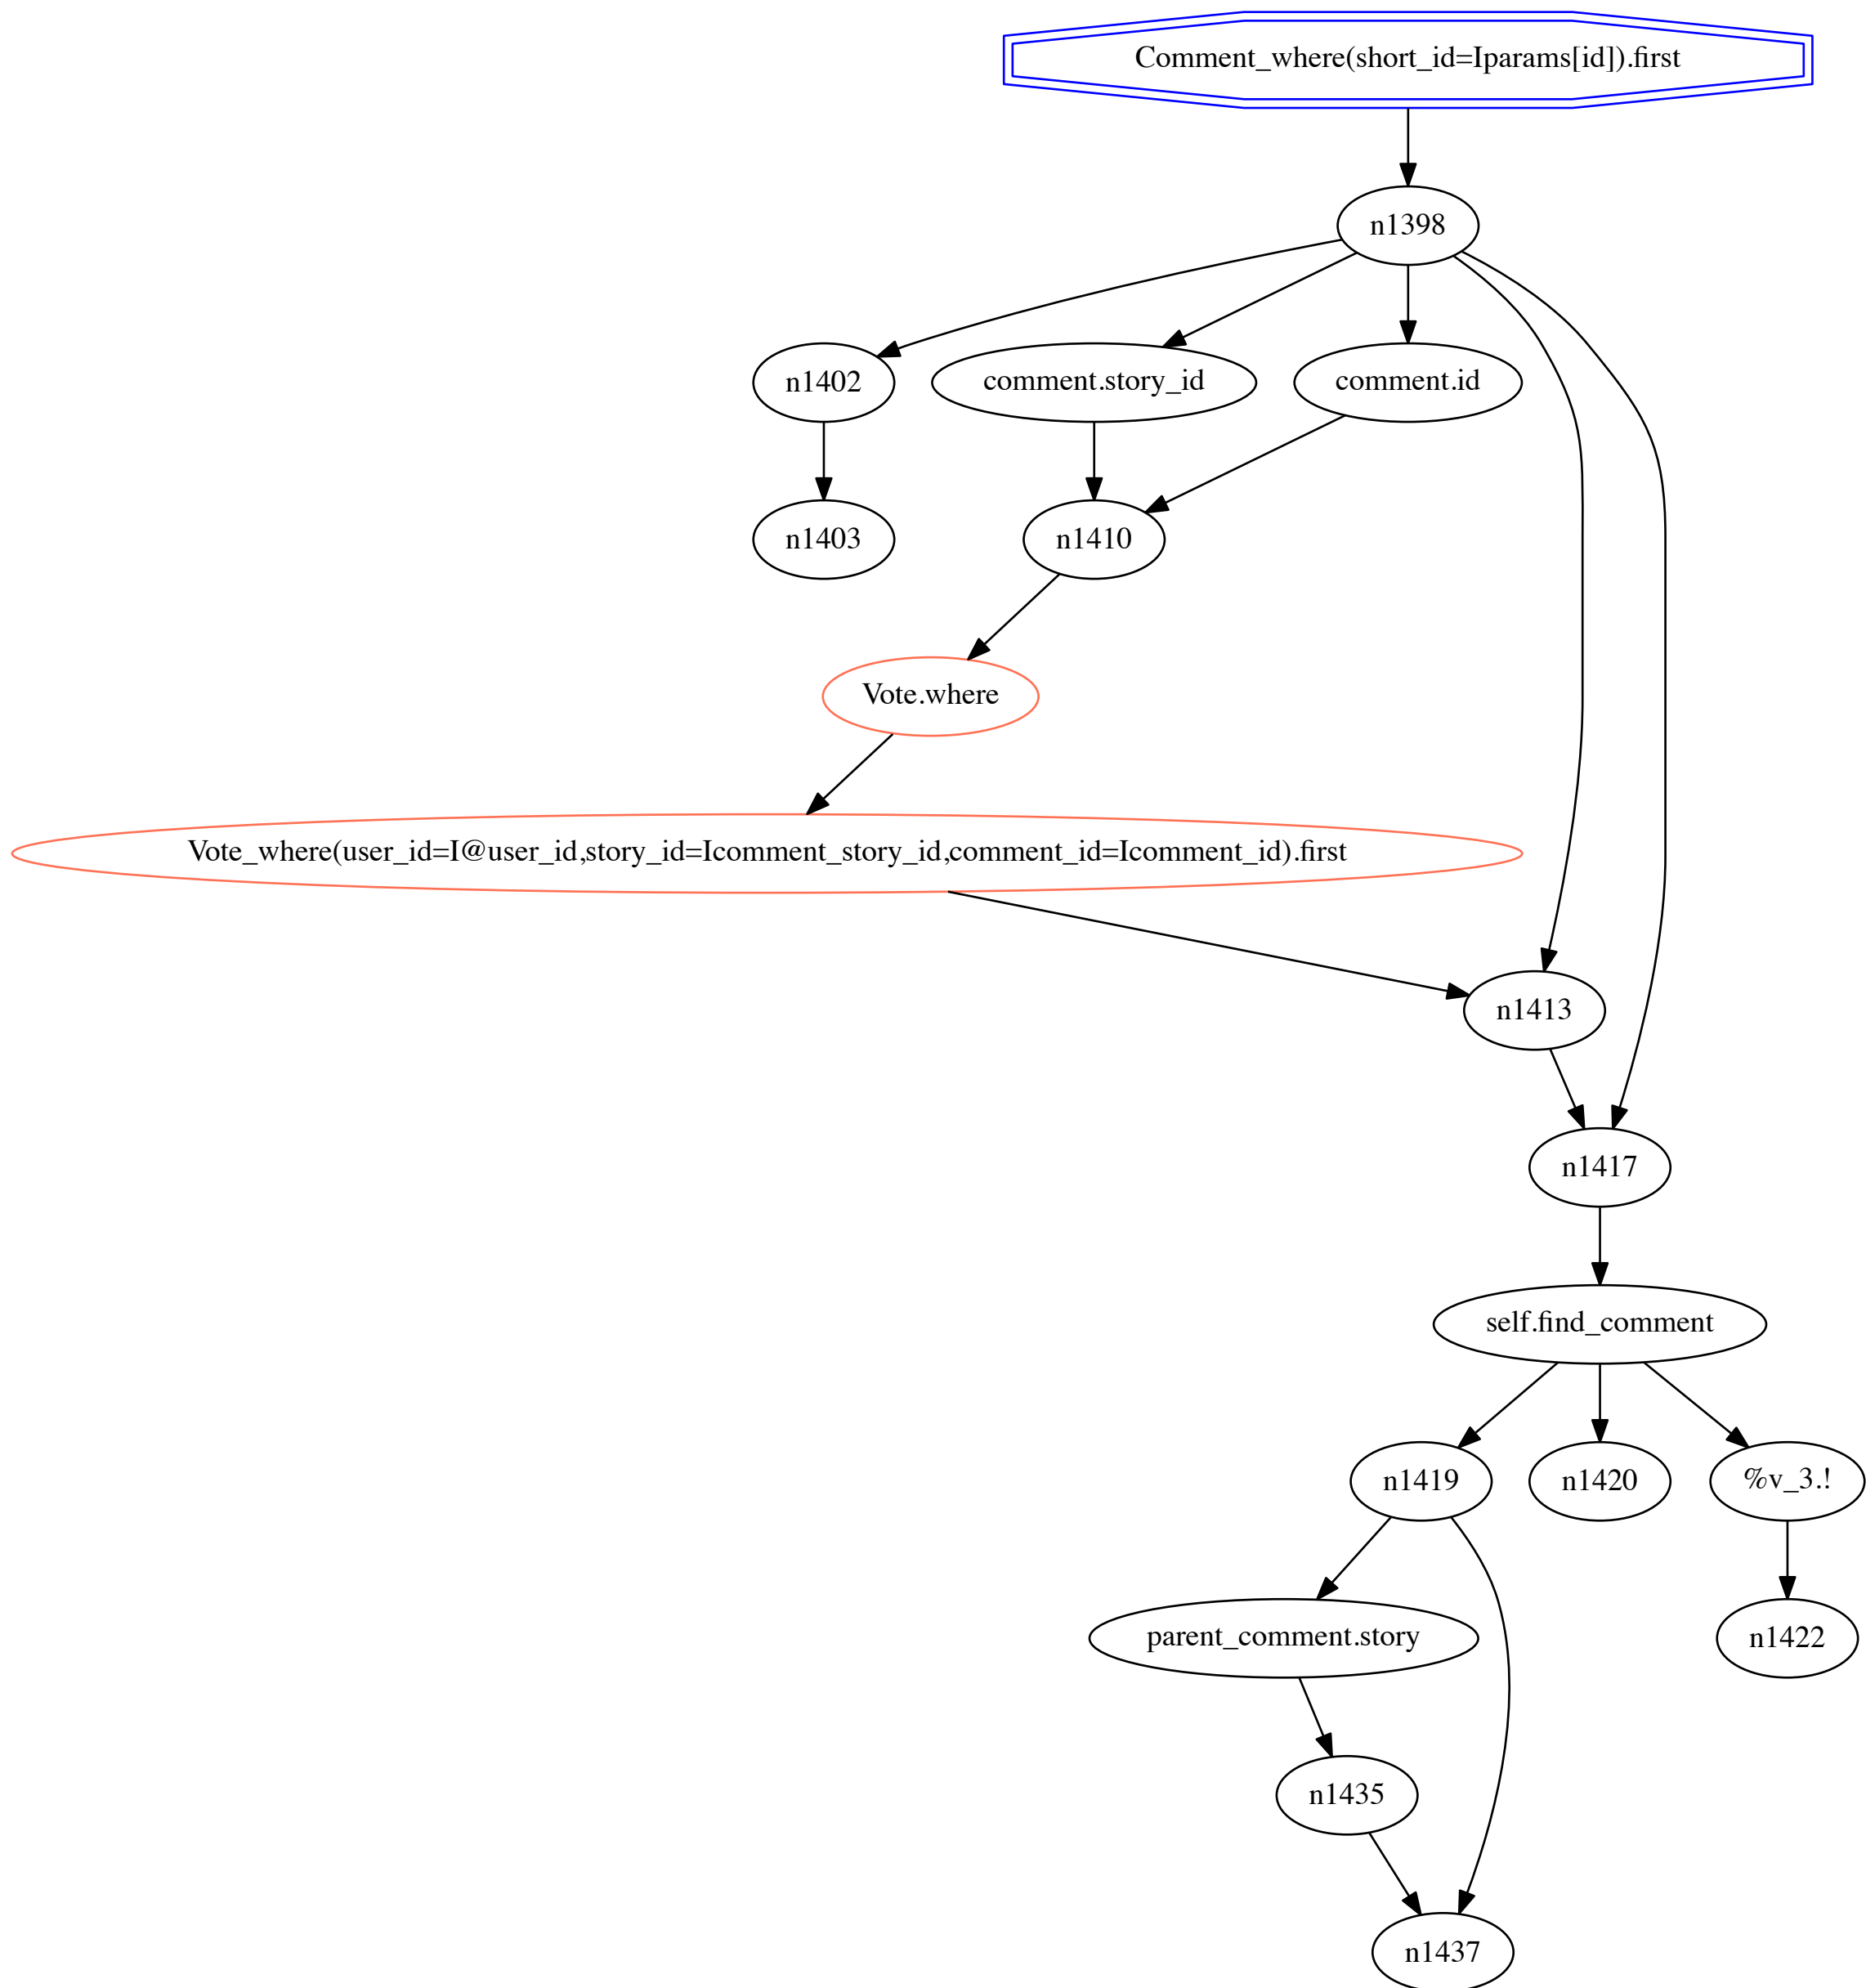 Comment_where(short_id=Iparams[id]).first
n1398
n1402
comment.story_id
comment.id
n1403
n1410
Vote.where
Vote_where(user_id=I@user_id,story_id=Icomment_story_id,comment_id=Icomment_id).first
n1413
n1417
self.find_comment
n1419
n1420
%v_3.!
parent_comment.story
n1422
n1435
n1437